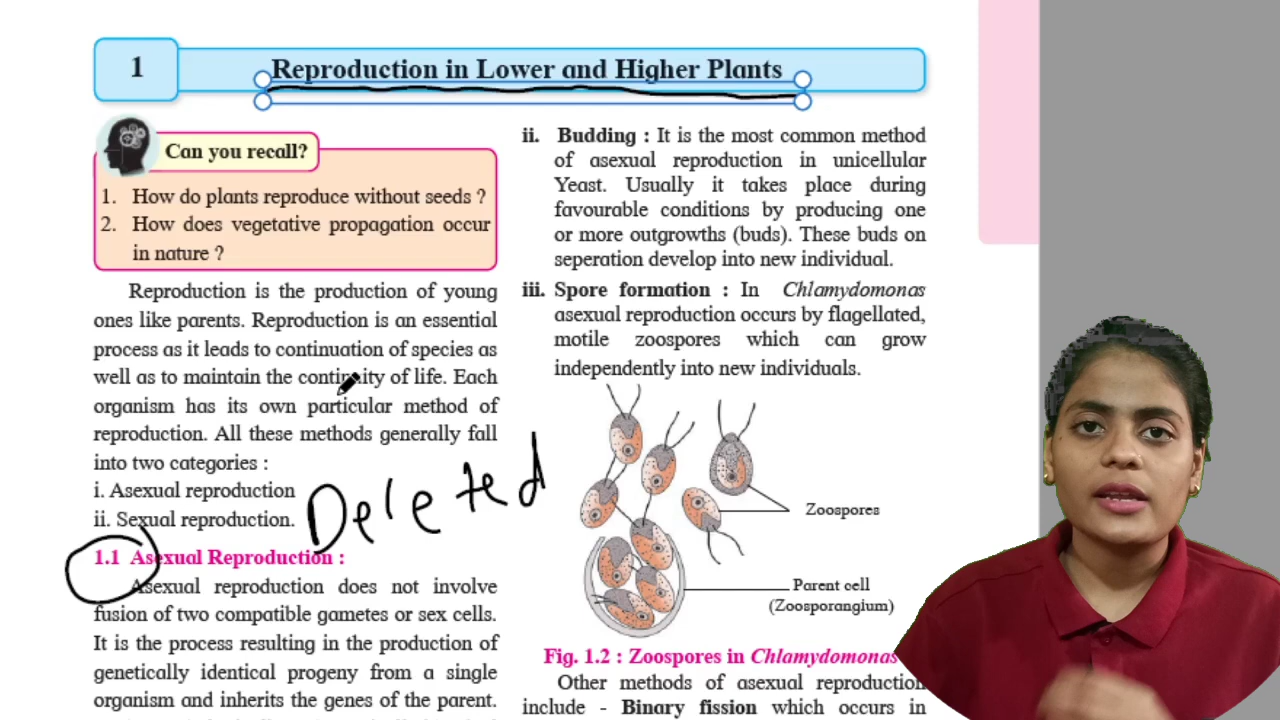 1
Reproduction in Lower and Higher Plants
Can you recall?
1. How do plants reproduce without seeds ?
2. How does vegetative propagation occur
in nature ?
Reproduction is the production of young
ones like parents. Reproduction is an essential
process as it leads to continuation of species as
well as to maintain the continuity of life. Each
organism has its own particular method of
reproduction. All these methods generally fall
into two categories :
i. Asexual reproduction
ii. Sexual reproduction.
Deleted
1.1 Asexual Reproduction :
Asexual reproduction does not involve
fusion of two compatible gametes or sex cells.
It is the process resulting in the production of
genetically identical progeny from a single
organism and inherits the genes of the parent.
ii. Budding : It is the most common method
of asexual reproduction in unicellular
Yeast. Usually it takes place during
favourable conditions by producing one
or more outgrowths (buds). These buds on
seperation develop into new individual.
iii. Spore formation : In Chlamydomonas
asexual reproduction occurs by flagellated,
motile zoospores which can grow
independently into new individuals.
Zoospores
Parent cell
(Zoosporangium)
Fig. 1.2 : Zoospores in Chlamydomonas
Other methods of asexual reproduction
include - Binary fission which occurs in